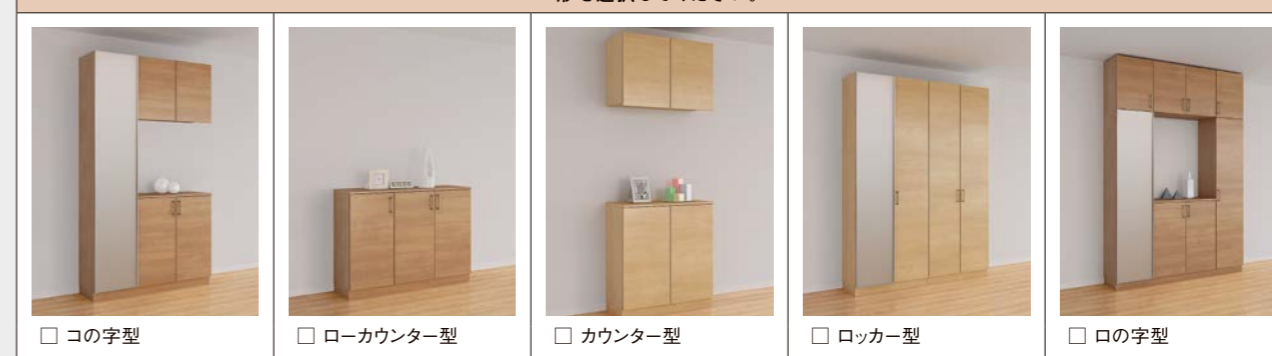 □ コの字型
□ ローカウンター型
□ カウンター型
□ ロッカー型
□ ロの字型